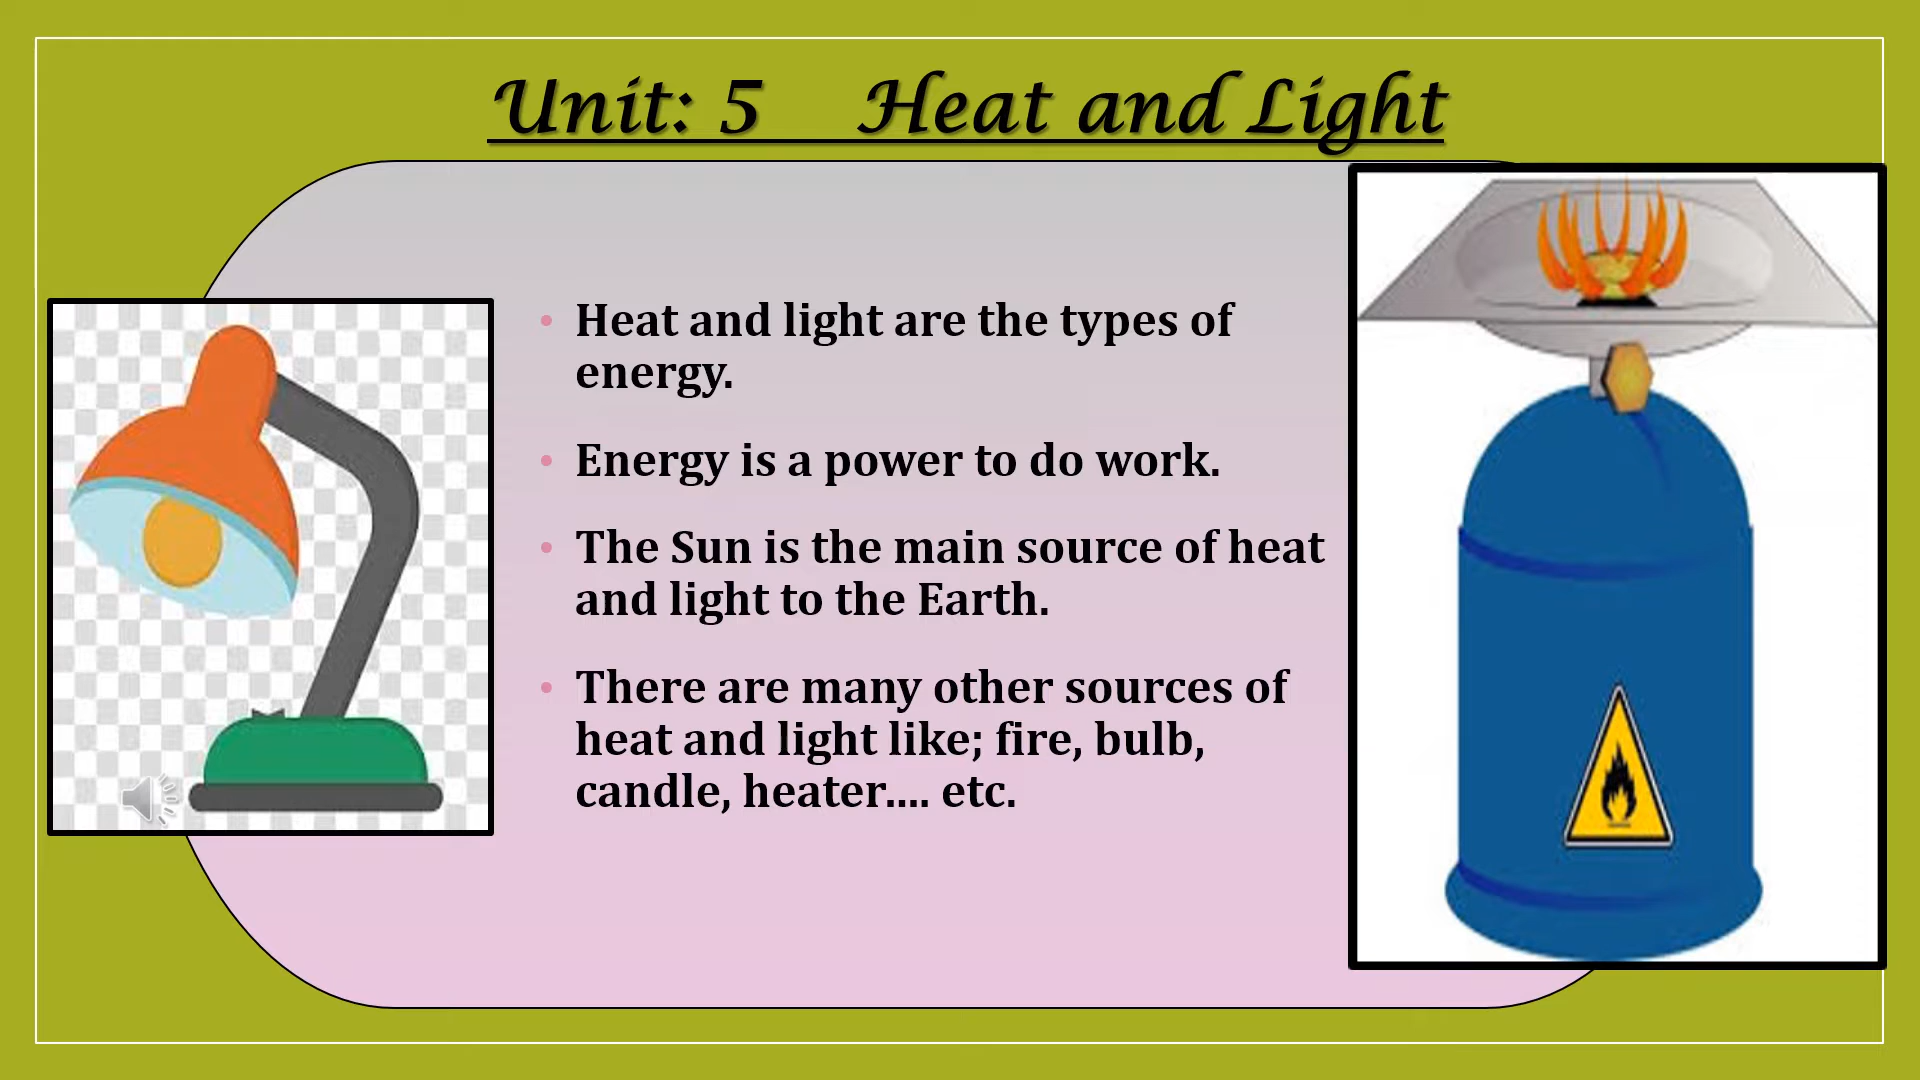 Unit: 5 Heat and Light
• Heat and light are the types of
energy.
• Energy is a power to do work.
• The Sun is the main source of heat
and light to the Earth.
• There are many other sources of
heat and light like; fire, bulb,
candle, heater.... etc.